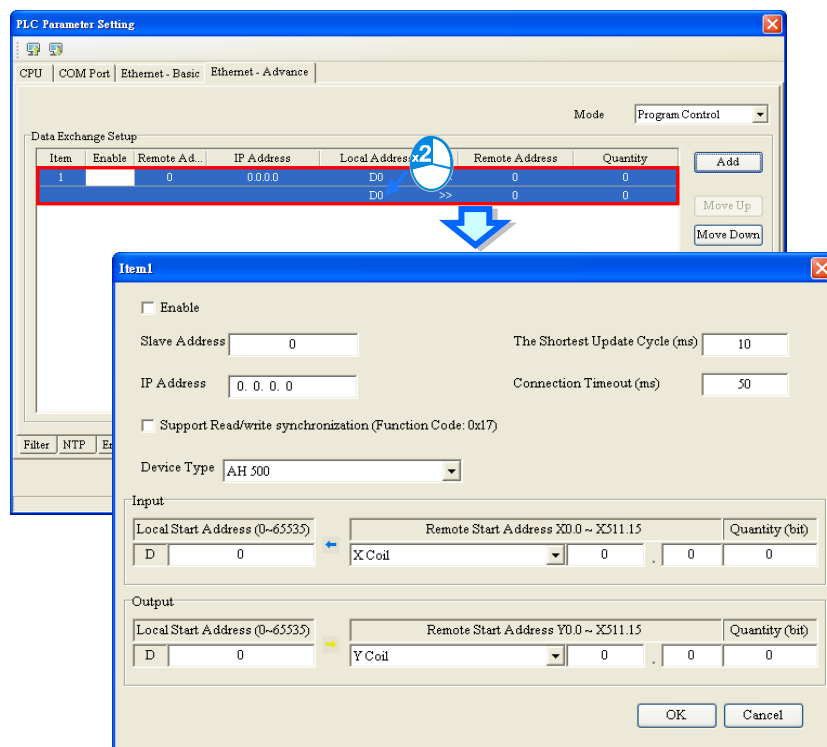 PLC Parameter Setting
CPU COM Port Ethernet - Basic Ethernet - Advance
Mode Program Control
Data Exchange Setup
Item Enable Remote Ad... IP Address Local Address Remote Address Quantity
1 0 0.0.0.0 D0 0 0
D0 >> 0 0
x2
Add
Move Up
Move Down
Filter NTP
Item1
Enable
Slave Address 0 The Shortest Update Cycle (ms) 10
IP Address 0. 0. 0. 0 Connection Timeout (ms) 50
Support Read/write synchronization (Function Code: 0x17)
Device Type AH 500
Input
Local Start Address (0~65535) Remote Start Address X0.0 ~ X511.15 Quantity (bit)
D 0 X Coil 0 . 0 0
Output
Local Start Address (0~65535) Remote Start Address Y0.0 ~ X511.15 Quantity (bit)
D 0 Y Coil 0 . 0 0
OK Cancel